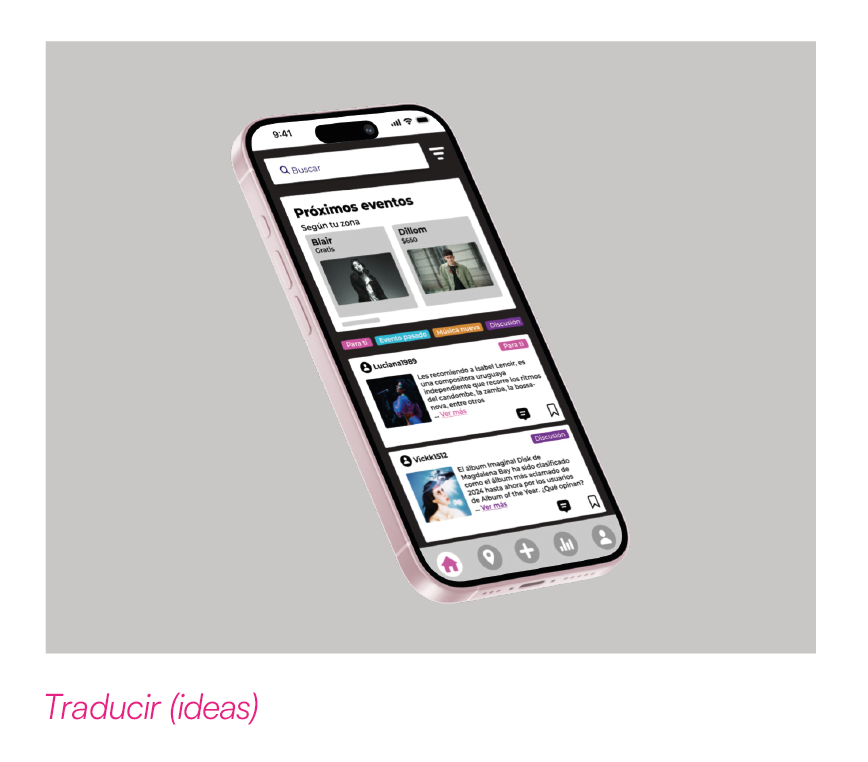 9:41
Buscar
Próximos eventos
Según tu zona
Blair
Gratis
Dillom
$650
Para ti
Evento pasado
Música nueva
Discusión
Luciana1989
Para ti
Les recomiendo a Isabel Lenoir, es
una compositora uruguaya
independiente que recorre los ritmos
del candombe, la zamba, la bossa-
nova, entre otros
... Ver más
Vickk1512
Discusión
El álbum Imaginal Disk de
Magdalena Bay ha sido clasificado
como el álbum más aclamado de
2024 hasta ahora por los usuarios
de Album of the Year. ¿Qué opinan?
... Ver más
Traducir (ideas)